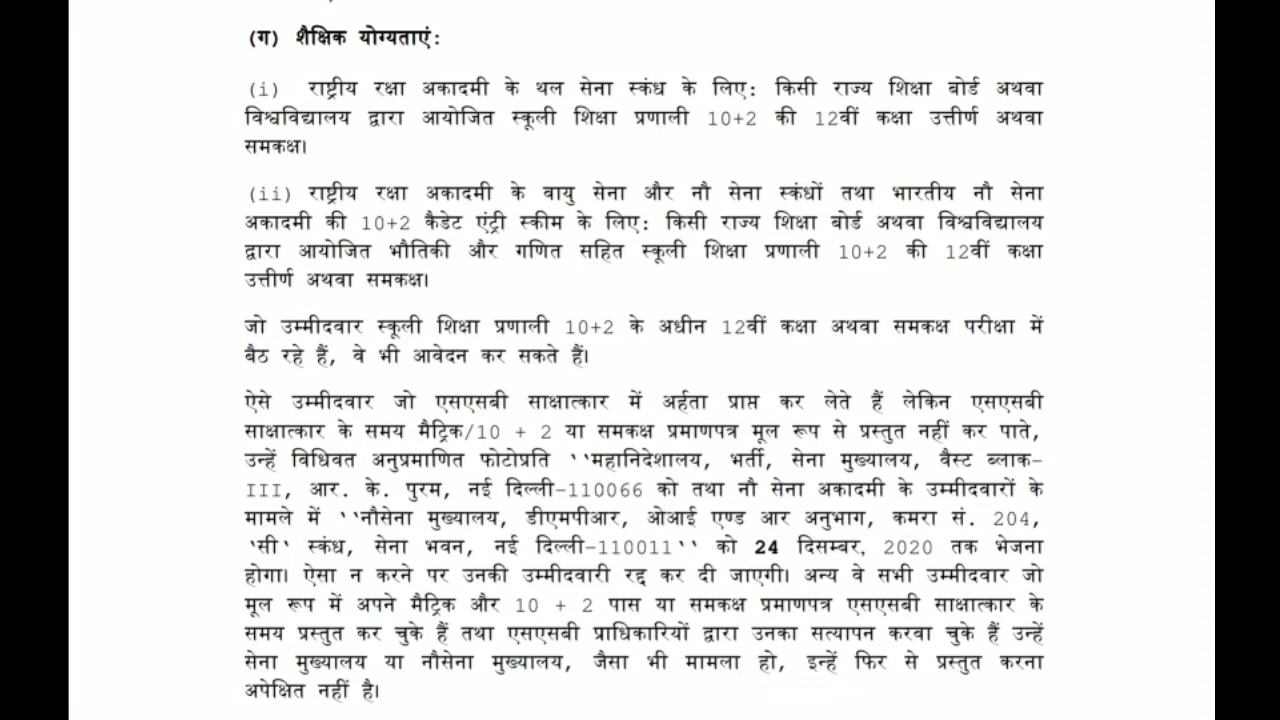 (ग) शैक्षिक योग्यताएं:
(i) राष्ट्रीय रक्षा अकादमी के थल सेना स्कंध के लिए: किसी राज्य शिक्षा बोर्ड अथवा
विश्वविद्यालय द्वारा आयोजित स्कूली शिक्षा प्रणाली 10+2 की 12वीं कक्षा उत्तीर्ण अथवा
समकक्ष।
(ii) राष्ट्रीय रक्षा अकादमी के वायु सेना और नौ सेना स्कंधों तथा भारतीय नौ सेना
अकादमी की 10+2 कैडेट एंट्री स्कीम के लिए: किसी राज्य शिक्षा बोर्ड अथवा विश्वविद्यालय
द्वारा आयोजित भौतिकी और गणित सहित स्कूली शिक्षा प्रणाली 10+2 की 12वीं कक्षा
उत्तीर्ण अथवा समकक्ष।
जो उम्मीदवार स्कूली शिक्षा प्रणाली 10+2 के अधीन 12वीं कक्षा अथवा समकक्ष परीक्षा में
बैठ रहे हैं, वे भी आवेदन कर सकते हैं।
ऐसे उम्मीदवार जो एसएसबी साक्षात्कार में अर्हता प्राप्त कर लेते हैं लेकिन एसएसबी
साक्षात्कार के समय मैट्रिक/10 + 2 या समकक्ष प्रमाणपत्र मूल रूप से प्रस्तुत नहीं कर पाते,
उन्हें विधिवत अनुप्रमाणित फोटोप्रति ``महानिदेशालय, भर्ती, सेना मुख्यालय, वैस्ट ब्लाक-
III, आर. के. पुरम, नई दिल्ली-110066 को तथा नौ सेना अकादमी के उम्मीदवारों के
मामले में ``नौसेना मुख्यालय, डीएमपीआर, ओआई एण्ड आर अनुभाग, कमरा सं. 204,
`सी` स्कंध, सेना भवन, नई दिल्ली-110011`` को 24 दिसम्बर, 2020 तक भेजना
होगा। ऐसा न करने पर उनकी उम्मीदवारी रद्द कर दी जाएगी। अन्य वे सभी उम्मीदवार जो
मूल रूप में अपने मैट्रिक और 10 + 2 पास या समकक्ष प्रमाणपत्र एसएसबी साक्षात्कार के
समय प्रस्तुत कर चुके हैं तथा एसएसबी प्राधिकारियों द्वारा उनका सत्यापन करवा चुके हैं उन्हें
सेना मुख्यालय या नौसेना मुख्यालय, जैसा भी मामला हो, इन्हें फिर से प्रस्तुत करना
अपेक्षित नहीं है।